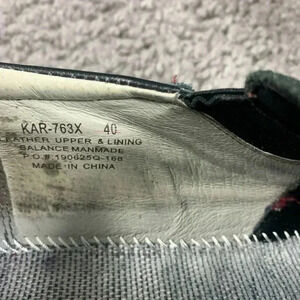 KAR-763X 40
LEATHER UPPER & LINING
BALANCE MANMADE
P.O.#:190625Q-168
MADE IN CHINA